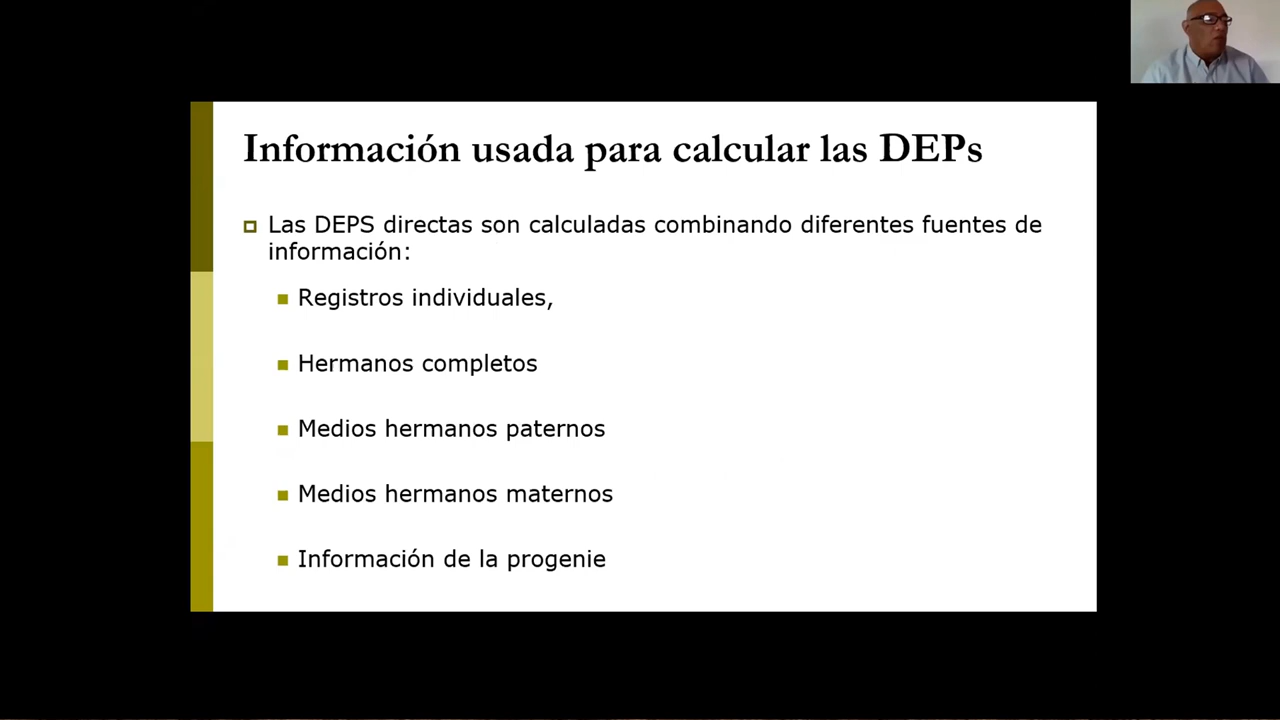 Información usada para calcular las DEPs
Las DEPS directas son calculadas combinando diferentes fuentes de
información:
Registros individuales,
Hermanos completos
Medios hermanos paternos
Medios hermanos maternos
Información de la progenie